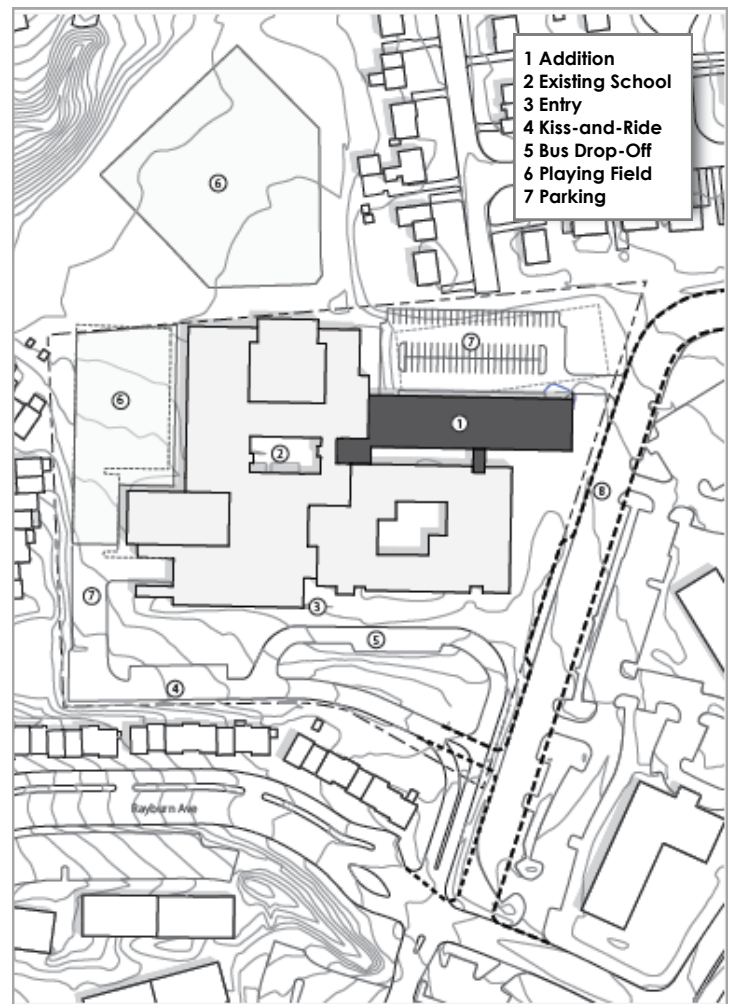 1 Addition
2 Existing School
3 Entry
4 Kiss-and-Ride
5 Bus Drop-Off
6 Playing Field
7 Parking
6
7
6
1
2
8
7
3
5
4
Rayburn Ave